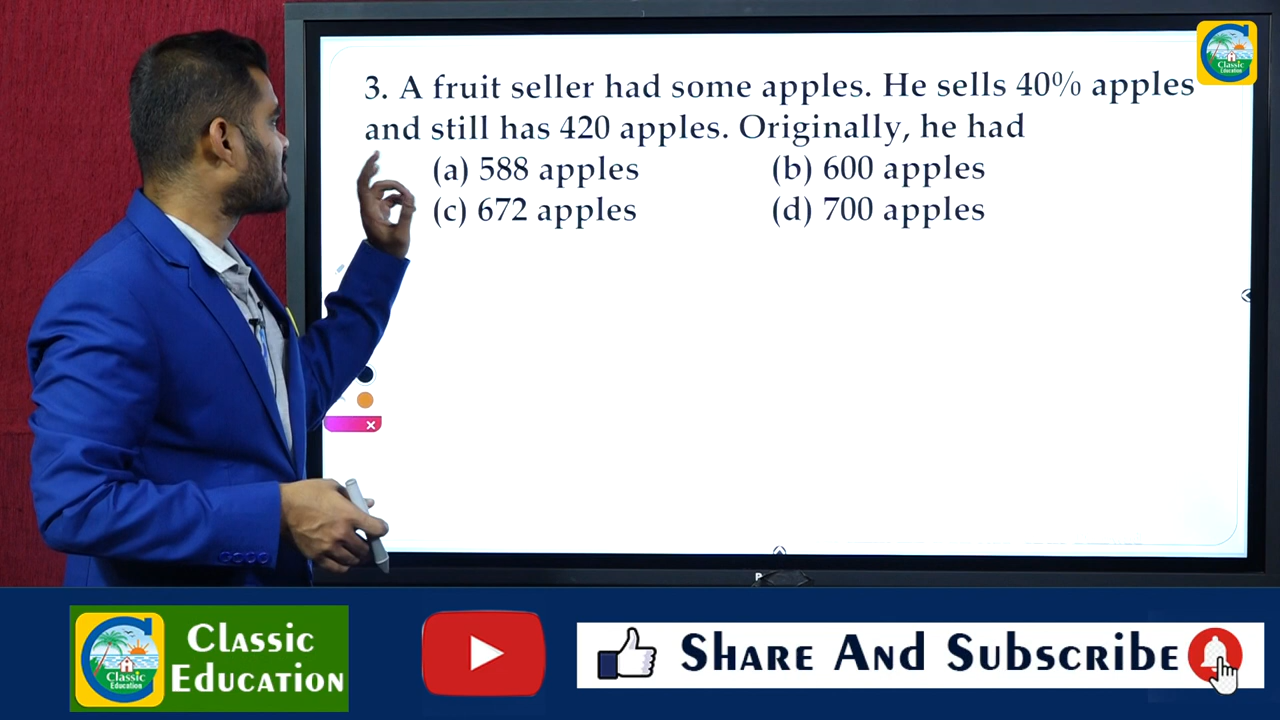 3. A fruit seller had some apples. He sells 40% apples
and still has 420 apples. Originally, he had
(a) 588 apples (b) 600 apples
(c) 672 apples (d) 700 apples
Classic
Education
Classic
Education
Classic
Education
Share And Subscribe